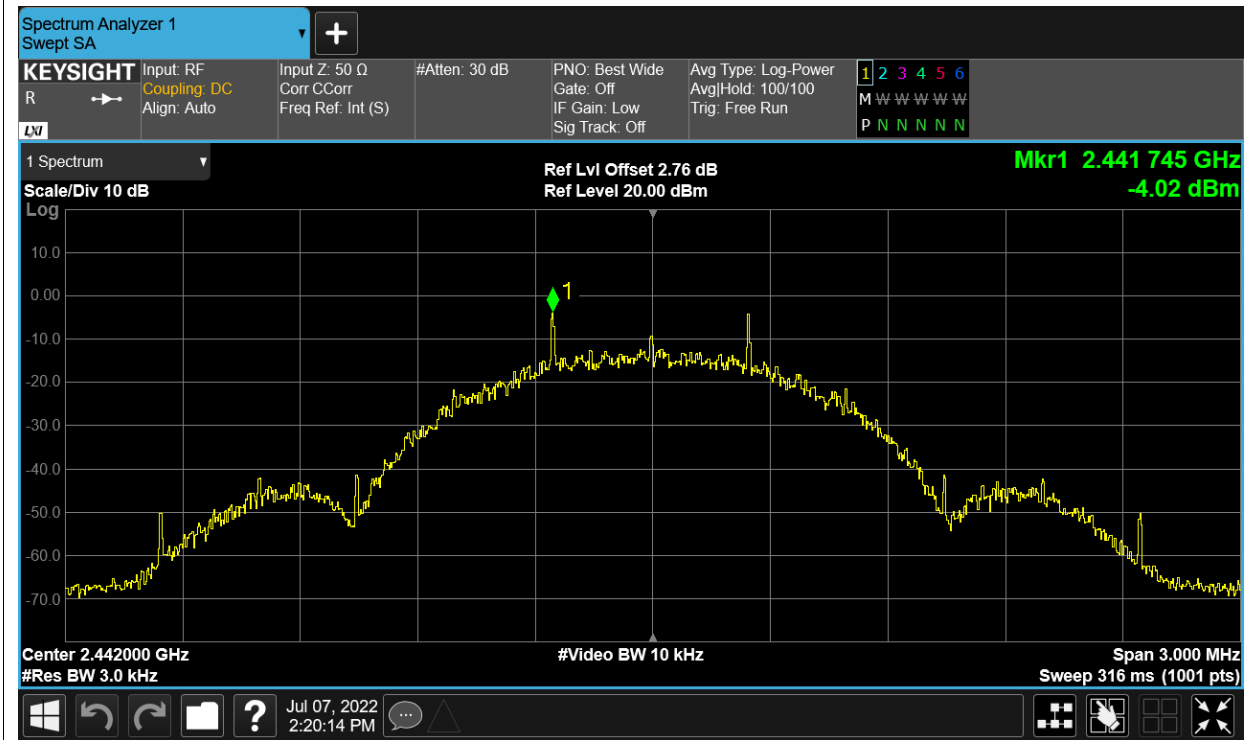 Spectrum Analyzer 1
Swept SA
+
KEYSIGHT
R
LXI
Input: RF
Coupling: DC
Align: Auto
Input Z: 50 Ω
Corr CCorr
Freq Ref: Int (S)
#Atten: 30 dB
PNO: Best Wide
Gate: Off
IF Gain: Low
Sig Track: Off
Avg Type: Log-Power
Avg|Hold: 100/100
Trig: Free Run
1 2 3 4 5 6
M W W W W W W
P N N N N N N
1 Spectrum
Scale/Div 10 dB
Log
Ref Lvl Offset 2.76 dB
Ref Level 20.00 dBm
Mkr1 2.441 745 GHz
-4.02 dBm
10.0
0.00
1
-10.0
-20.0
-30.0
-40.0
-50.0
-60.0
-70.0
Center 2.442000 GHz
#Res BW 3.0 kHz
#Video BW 10 kHz
Span 3.000 MHz
Sweep 316 ms (1001 pts)
?
Jul 07, 2022
2:20:14 PM